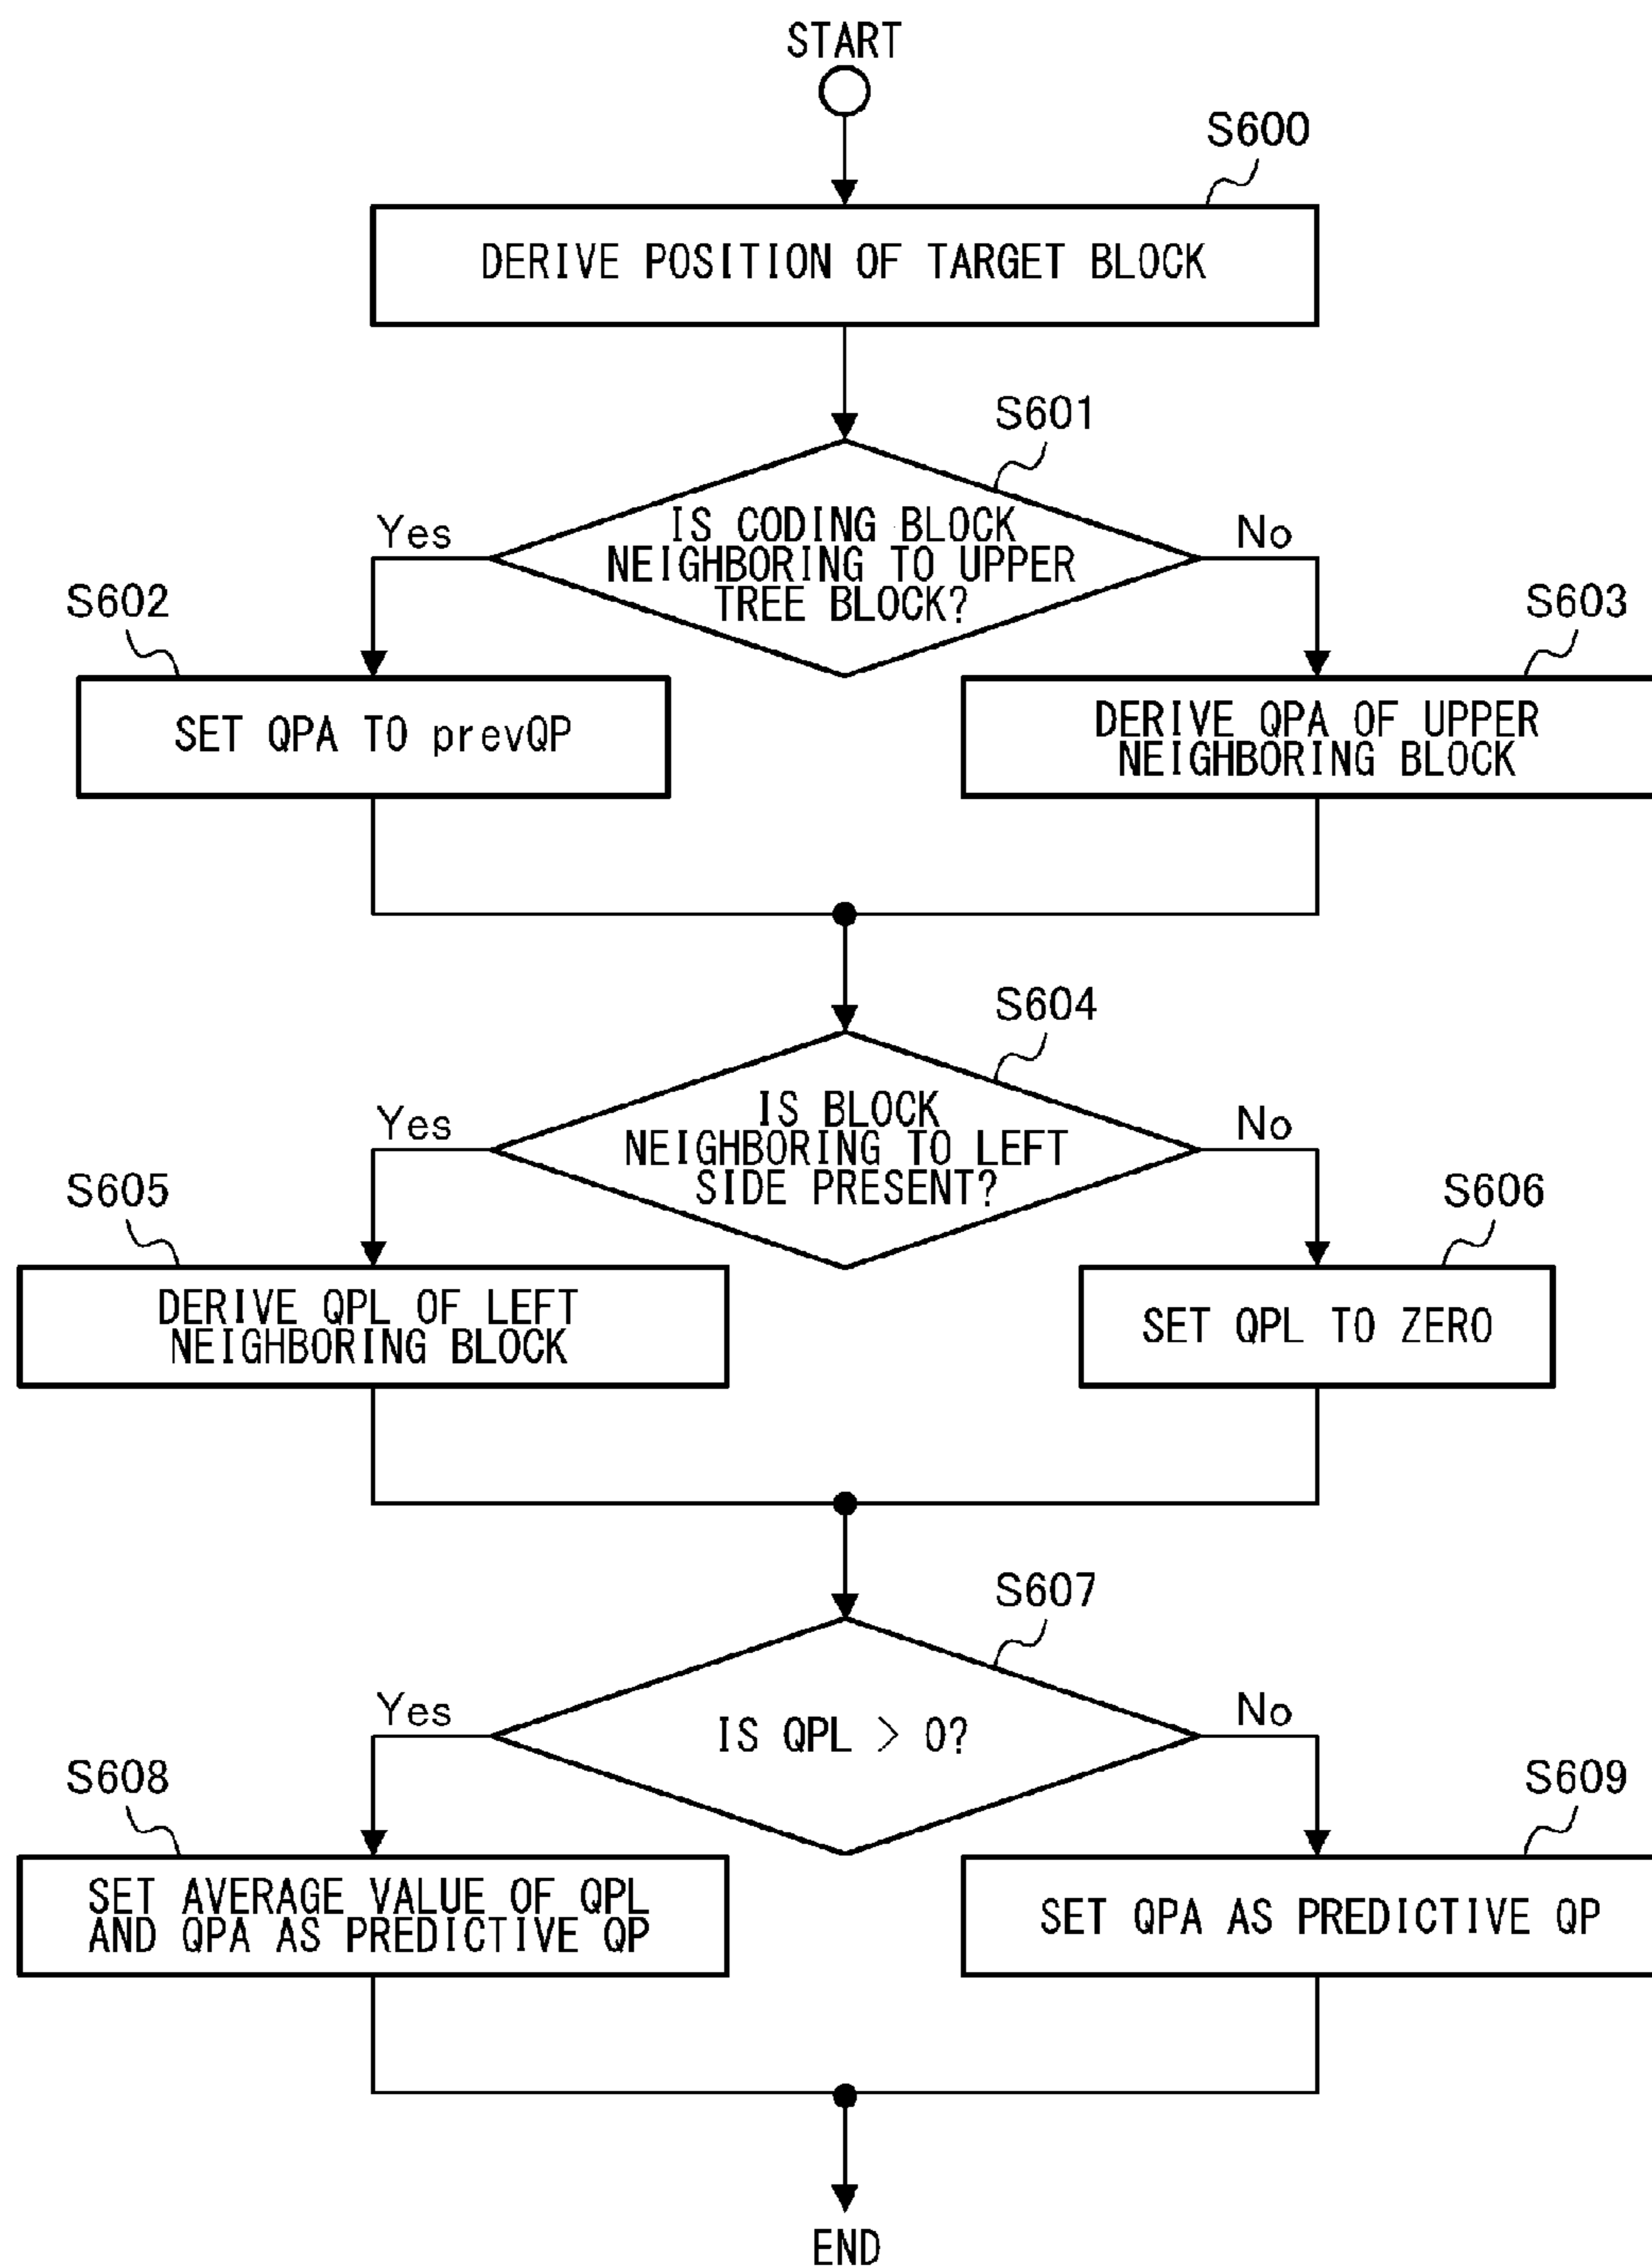 START
S600
DERIVE POSITION OF TARGET BLOCK
S601
Yes
IS CODING BLOCK
NEIGHBORING TO UPPER
TREE BLOCK?
No
S602
S603
SET QPA TO prevQP
DERIVE QPA OF UPPER
NEIGHBORING BLOCK
S604
Yes
IS BLOCK
NEIGHBORING TO LEFT
SIDE PRESENT?
No
S605
S606
DERIVE QPL OF LEFT
NEIGHBORING BLOCK
SET QPL TO ZERO
S607
Yes
IS QPL > 0?
No
S608
S609
SET AVERAGE VALUE OF QPL
AND QPA AS PREDICTIVE QP
SET QPA AS PREDICTIVE QP
END